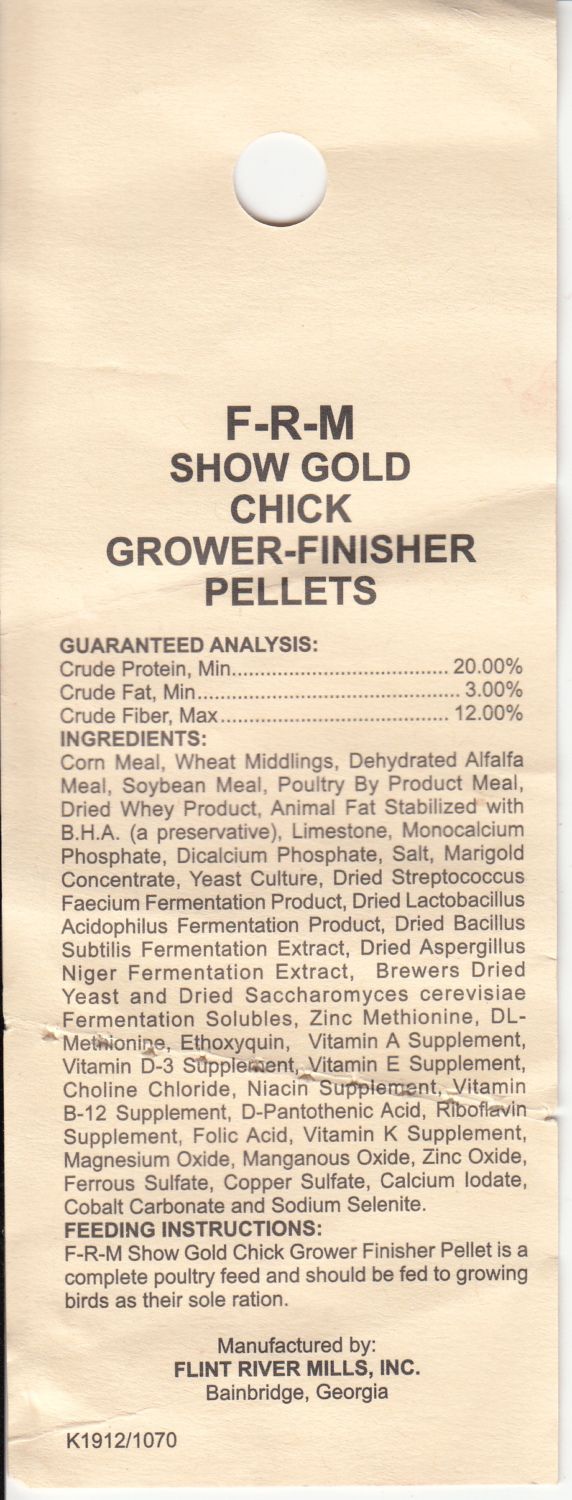 F-R-M
SHOW GOLD
CHICK
GROWER-FINISHER
PELLETS
GUARANTEED ANALYSIS:
Crude Protein, Min..................................... 20.00%
Crude Fat, Min............................................ 3.00%
Crude Fiber, Max....................................... 12.00%
INGREDIENTS:
Corn Meal, Wheat Middlings, Dehydrated Alfalfa
Meal, Soybean Meal, Poultry By Product Meal,
Dried Whey Product, Animal Fat Stabilized with
B.H.A. (a preservative), Limestone, Monocalcium
Phosphate, Dicalcium Phosphate, Salt, Marigold
Concentrate, Yeast Culture, Dried Streptococcus
Faecium Fermentation Product, Dried Lactobacillus
Acidophilus Fermentation Product, Dried Bacillus
Subtilis Fermentation Extract, Dried Aspergillus
Niger Fermentation Extract, Brewers Dried
Yeast and Dried Saccharomyces cerevisiae
Fermentation Solubles, Zinc Methionine, DL-
Methionine, Ethoxyquin, Vitamin A Supplement,
Vitamin D-3 Supplement, Vitamin E Supplement,
Choline Chloride, Niacin Supplement, Vitamin
B-12 Supplement, D-Pantothenic Acid, Riboflavin
Supplement, Folic Acid, Vitamin K Supplement,
Magnesium Oxide, Manganous Oxide, Zinc Oxide,
Ferrous Sulfate, Copper Sulfate, Calcium Iodate,
Cobalt Carbonate and Sodium Selenite.
FEEDING INSTRUCTIONS:
F-R-M Show Gold Chick Grower Finisher Pellet is a
complete poultry feed and should be fed to growing
birds as their sole ration.
Manufactured by:
FLINT RIVER MILLS, INC.
Bainbridge, Georgia
K1912/1070